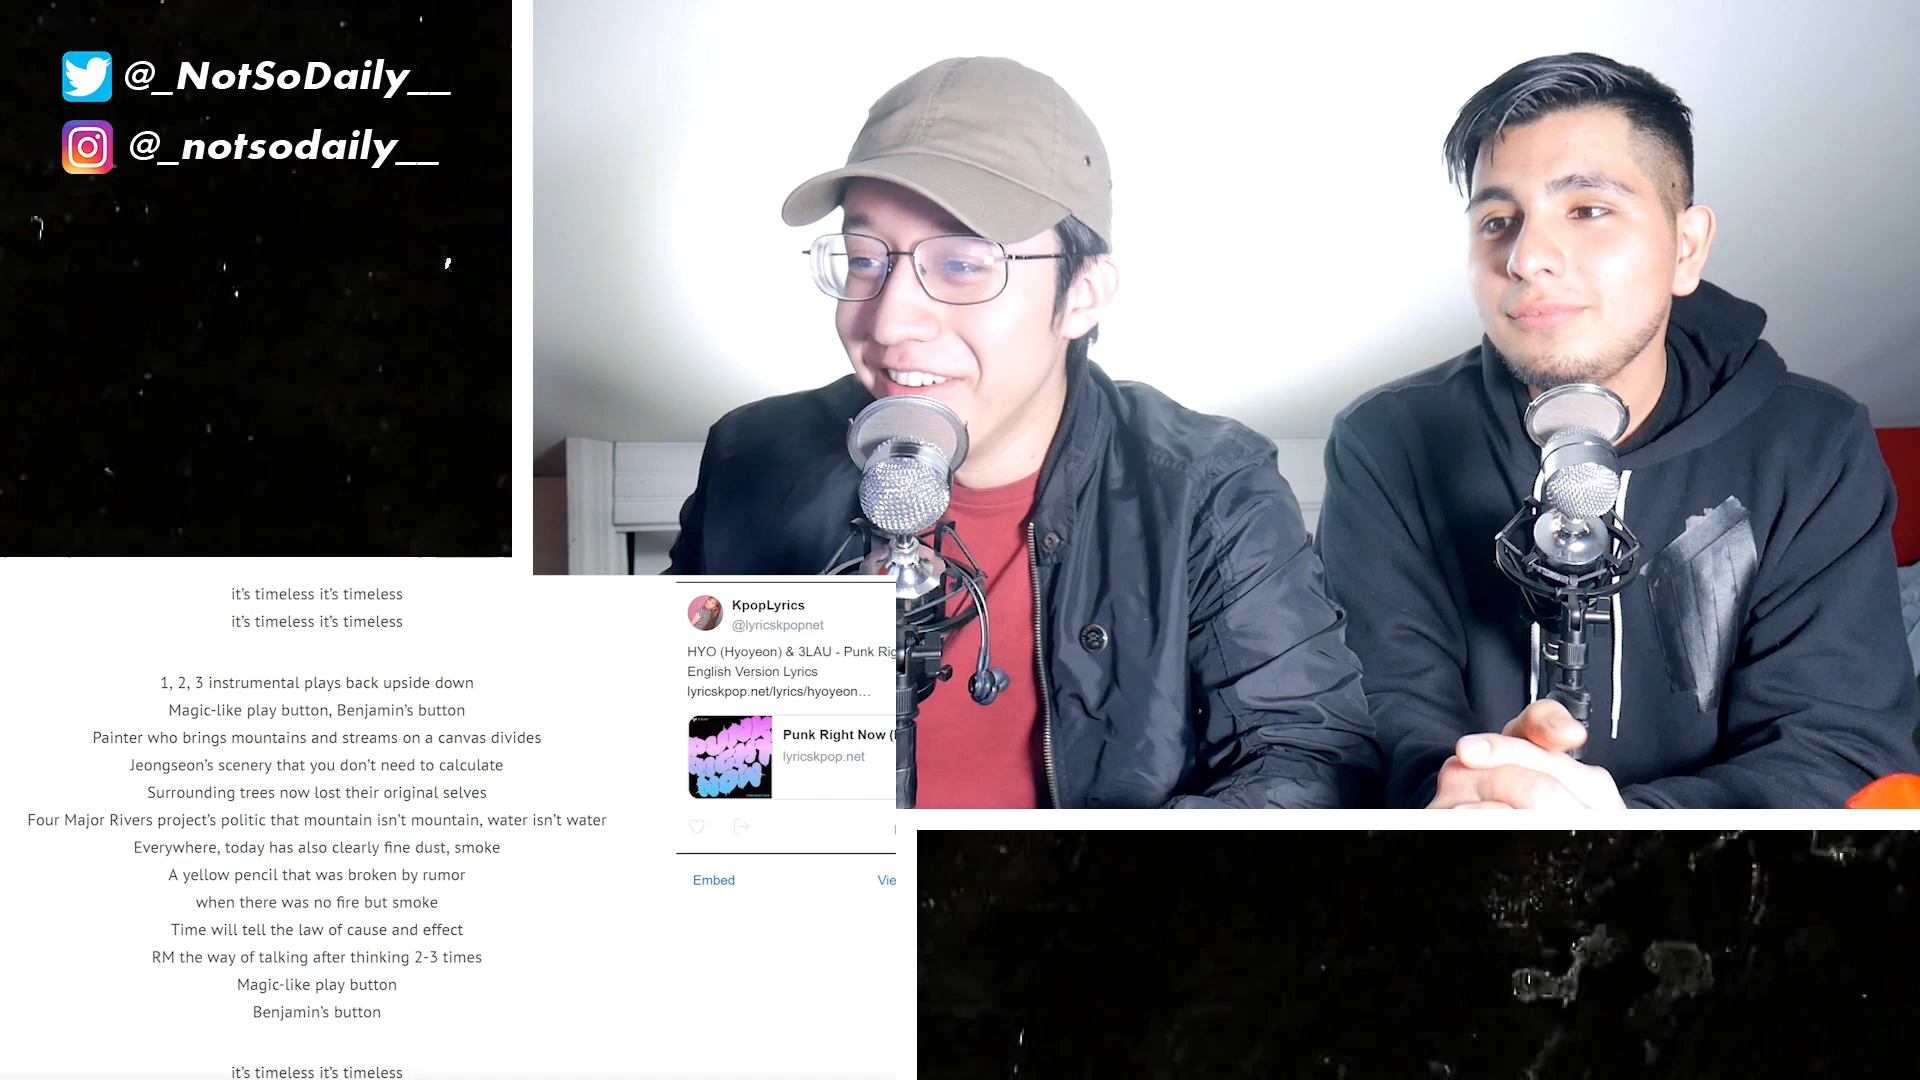 @_NotSoDaily__
@_notsodaily__
it's timeless it's timeless
it's timeless it's timeless
1, 2, 3 instrumental plays back upside down
Magic-like play button, Benjamin's button
Painter who brings mountains and streams on a canvas divides
Jeongseon's scenery that you don't need to calculate
Surrounding trees now lost their original selves
Four Major Rivers project's politic that mountain isn't mountain, water isn't water
Everywhere, today has also clearly fine dust, smoke
A yellow pencil that was broken by rumor
when there was no fire but smoke
Time will tell the law of cause and effect
RM the way of talking after thinking 2-3 times
Magic-like play button
Benjamin's button
it's timeless it's timeless
KpopLyrics
@lyricskpopnet
HYO (Hyoyeon) & 3LAU - Punk Rig
English Version Lyrics
lyricskpop.net/lyrics/hyoyeon…
PUNK
RIGHT
NOW
Punk Right Now (
lyricskpop.net
Embed
Vie